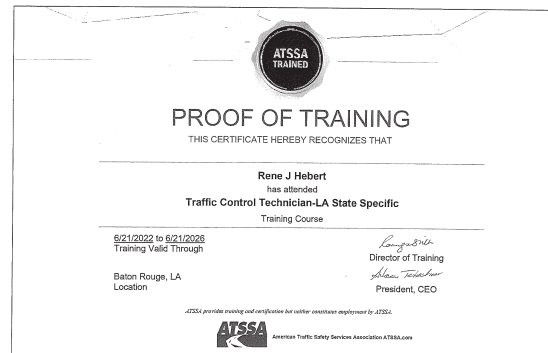 ATSSA
TRAINED
PROOF OF TRAINING
THIS CERTIFICATE HEREBY RECOGNIZES THAT
Rene J Hebert
has attended
Traffic Control Technician-LA State Specific
Training Course
6/21/2022 to 6/21/2026
Training Valid Through
Director of Training
Baton Rouge, LA
Location
President, CEO
ATSSA provides training and certification but neither constitutes employment by ATSSA.
ATSSA
American Traffic Safety Services Association ATSSA.com